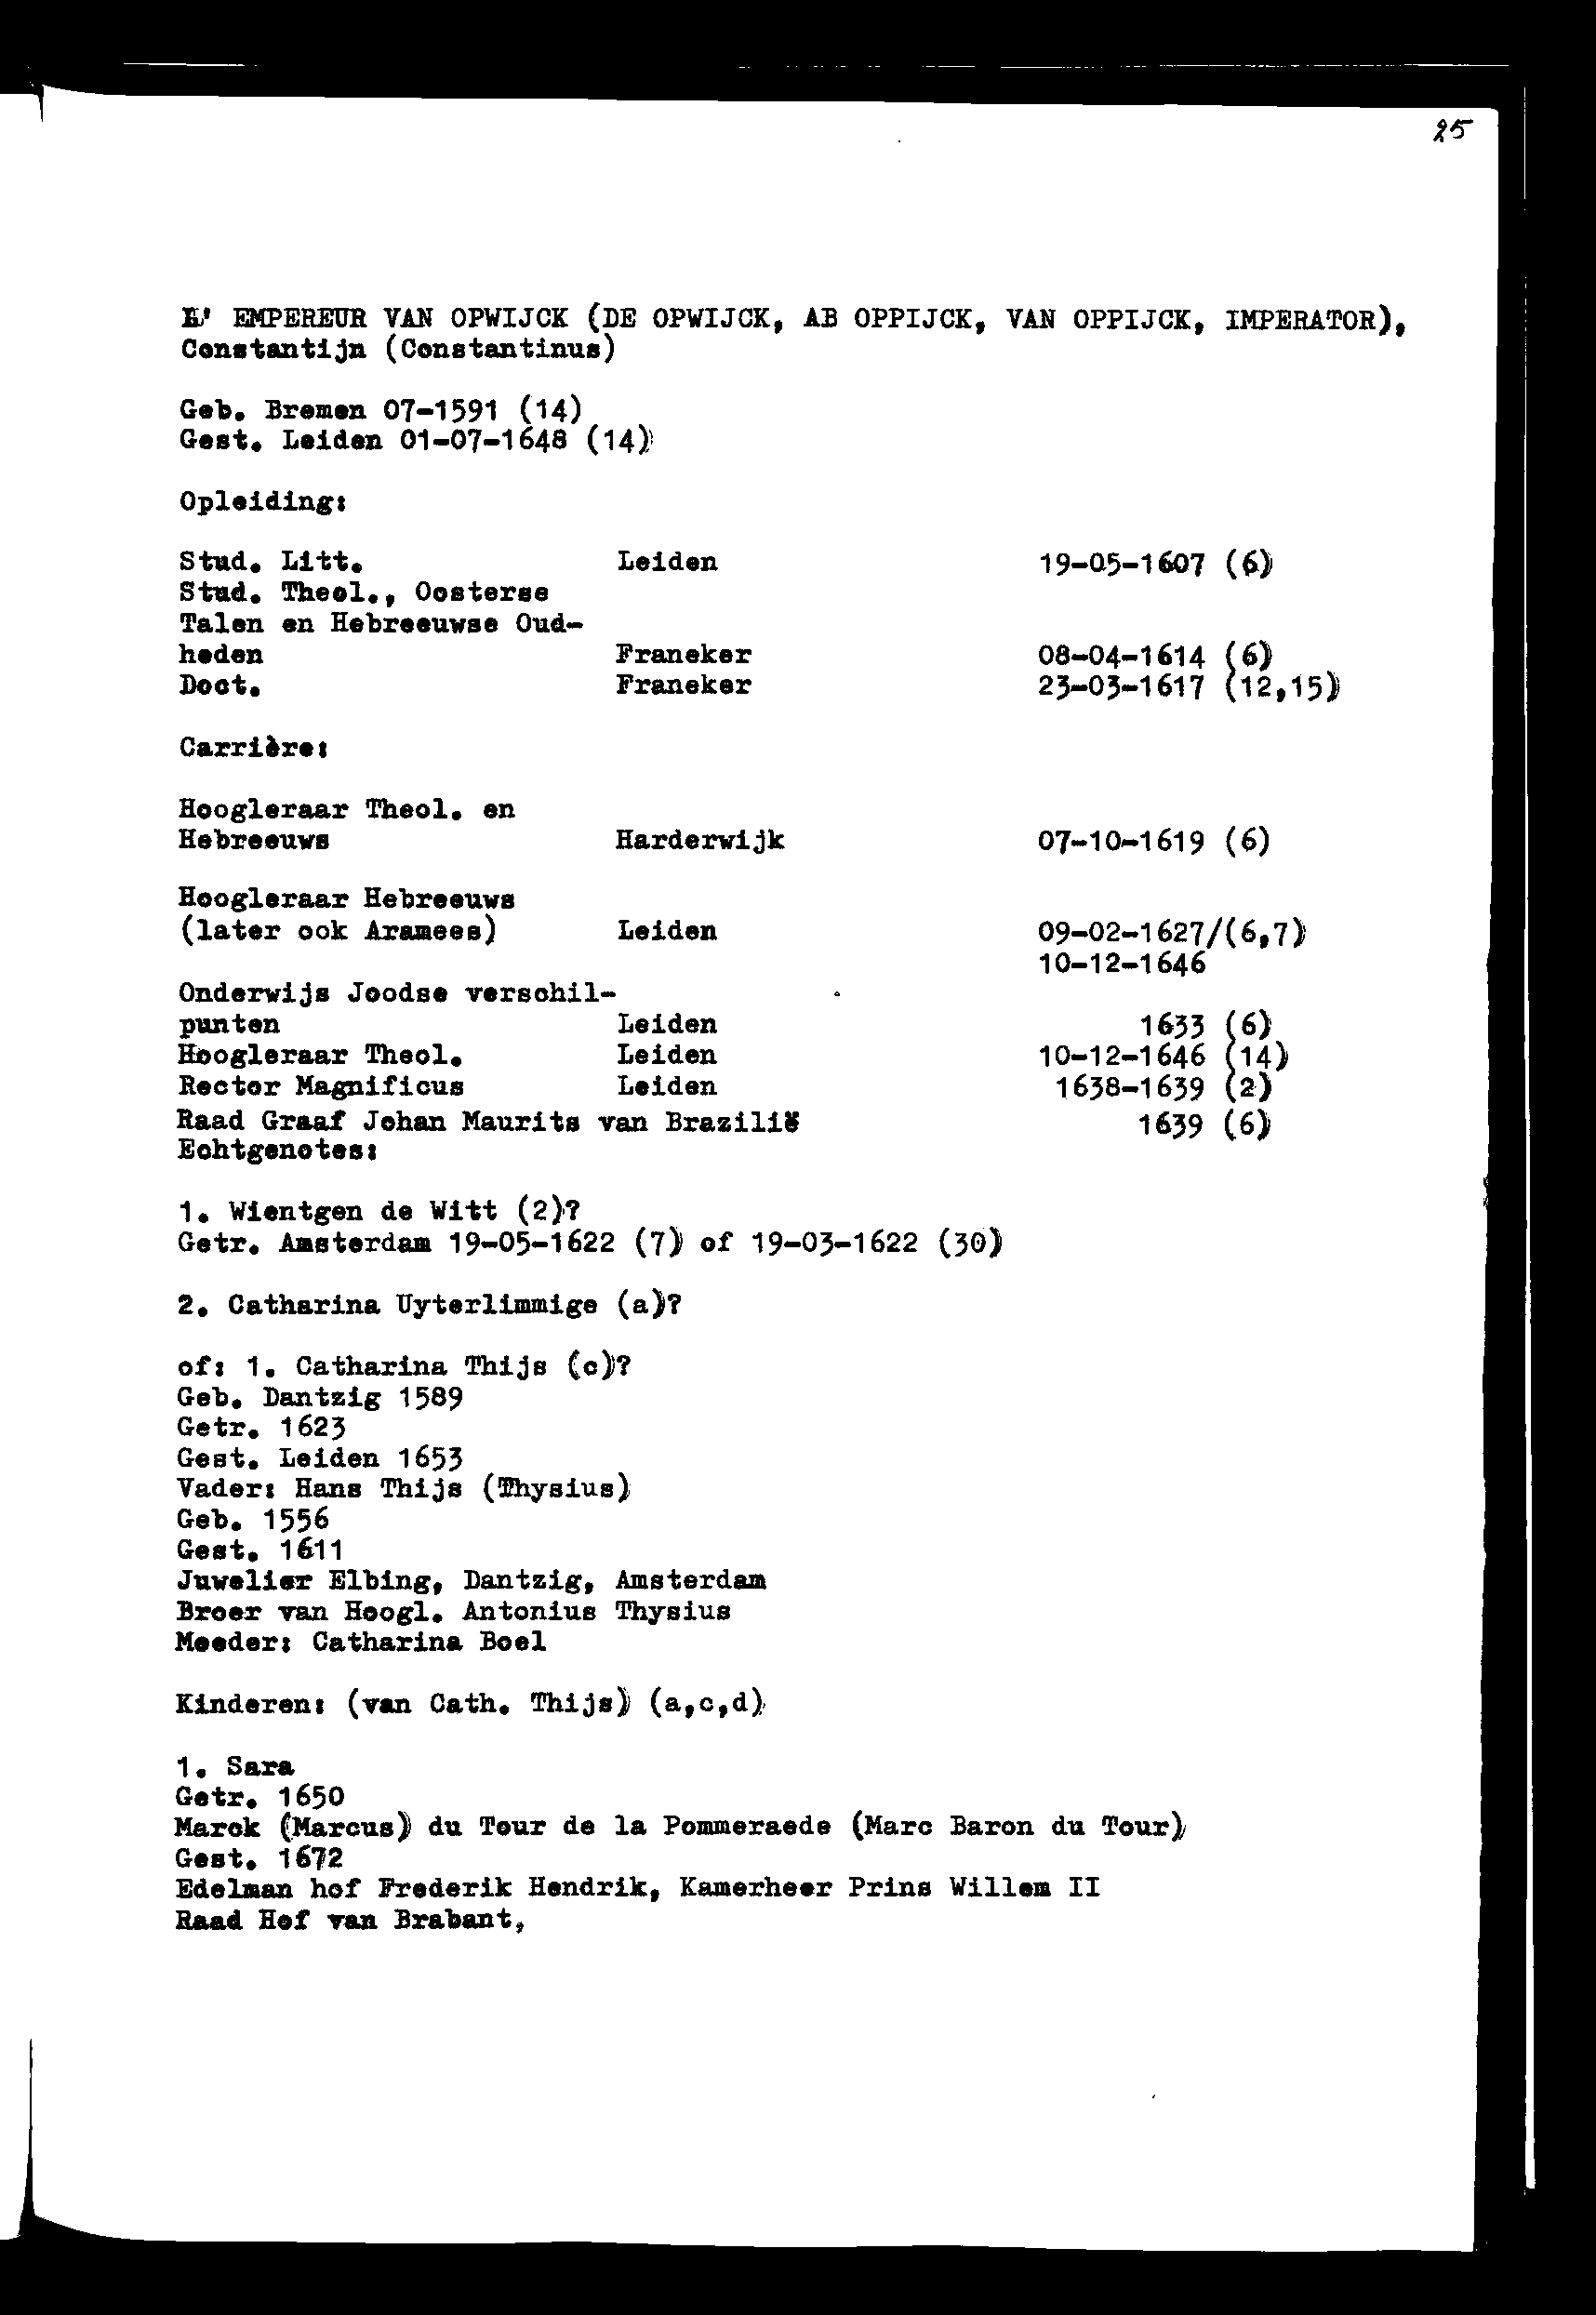 25
L' EMPEREUR VAN OPWIJCK (DE OPWIJCK, AB OPPIJCK, VAN OPPIJCK, IMPERATOR),
Constantijn (Constantinus)
Geb. Bremen 07-1591 (14)
Gest. Leiden 01-07-1648 (14)
Opleiding:
Stud. Litt. Leiden 19-05-1607 (6)
Stud. Theol., Oosterse
Talen en Hebreeuwse Oud-
heden Franeker 08-04-1614 (6)
Doct. Franeker 23-03-1617 (12,15)
Carrière:
Hoogleraar Theol. en
Hebreeuws Harderwijk 07-10-1619 (6)
Hoogleraar Hebreeuws
(later ook Aramees) Leiden 09-02-1627/(6,7)
10-12-1646
Onderwijs Joodse verschil-
punten Leiden 1633 (6)
Hoogleraar Theol. Leiden 10-12-1646 (14)
Rector Magnificus Leiden 1638-1639 (2)
Raad Graaf Johan Maurits van Brazilië 1639 (6)
Echtgenotes:
1. Wientgen de Witt (2)?
Getr. Amsterdam 19-05-1622 (7) of 19-03-1622 (30)
2. Catharina Uyterlimmige (a)?
of: 1. Catharina Thijs (c)?
Geb. Dantzig 1589
Getr. 1623
Gest. Leiden 1653
Vader: Hans Thijs (Thysius)
Geb. 1556
Gest. 1611
Juwelier Elbing, Dantzig, Amsterdam
Broer van Hoogl. Antonius Thysius
Moeder: Catharina Boel
Kinderen: (van Cath. Thijs) (a,c,d)
1. Sara
Getr. 1650
Marck (Marcus) du Tour de la Pommeraede (Marc Baron du Tour)
Gest. 1672
Edelman hof Frederik Hendrik, Kamerheer Prins Willem II
Raad Hof van Brabant,